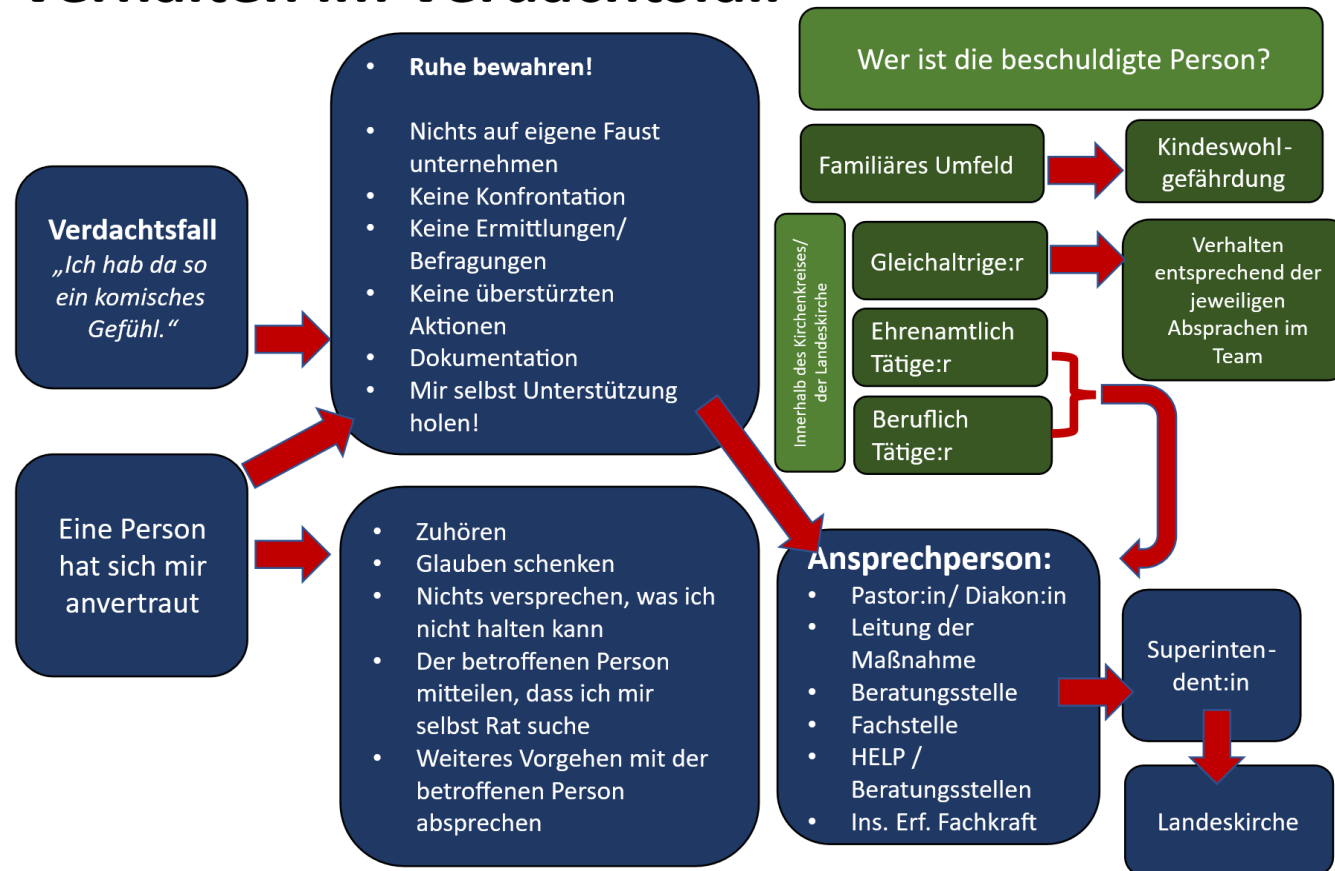 Verhalten im Verdachtsfall
Verdachtsfall
„Ich hab da so
ein komisches
Gefühl.“
Eine Person
hat sich mir
anvertraut
• Ruhe bewahren!
• Nichts auf eigene Faust
unternehmen
• Keine Konfrontation
• Keine Ermittlungen/
Befragungen
• Keine überstürzten
Aktionen
• Dokumentation
• Mir selbst Unterstützung
holen!
• Zuhören
• Glauben schenken
• Nichts versprechen, was ich
nicht halten kann
• Der betroffenen Person
mitteilen, dass ich mir
selbst Rat suche
• Weiteres Vorgehen mit der
betroffenen Person
absprechen
Wer ist die beschuldigte Person?
Familiäres Umfeld
Kindeswohl-
gefährdung
Innerhalb des Kirchenkreises/
der Landeskirche
Gleichaltrige:r
Verhalten
entsprechend der
jeweiligen
Absprachen im
Team
Ehrenamtlich
Tätige:r
Beruflich
Tätige:r
Ansprechperson:
• Pastor:in/ Diakon:in
• Leitung der
Maßnahme
• Beratungsstelle
• Fachstelle
• HELP /
Beratungsstellen
• Ins. Erf. Fachkraft
Superinten-
dent:in
Landeskirche